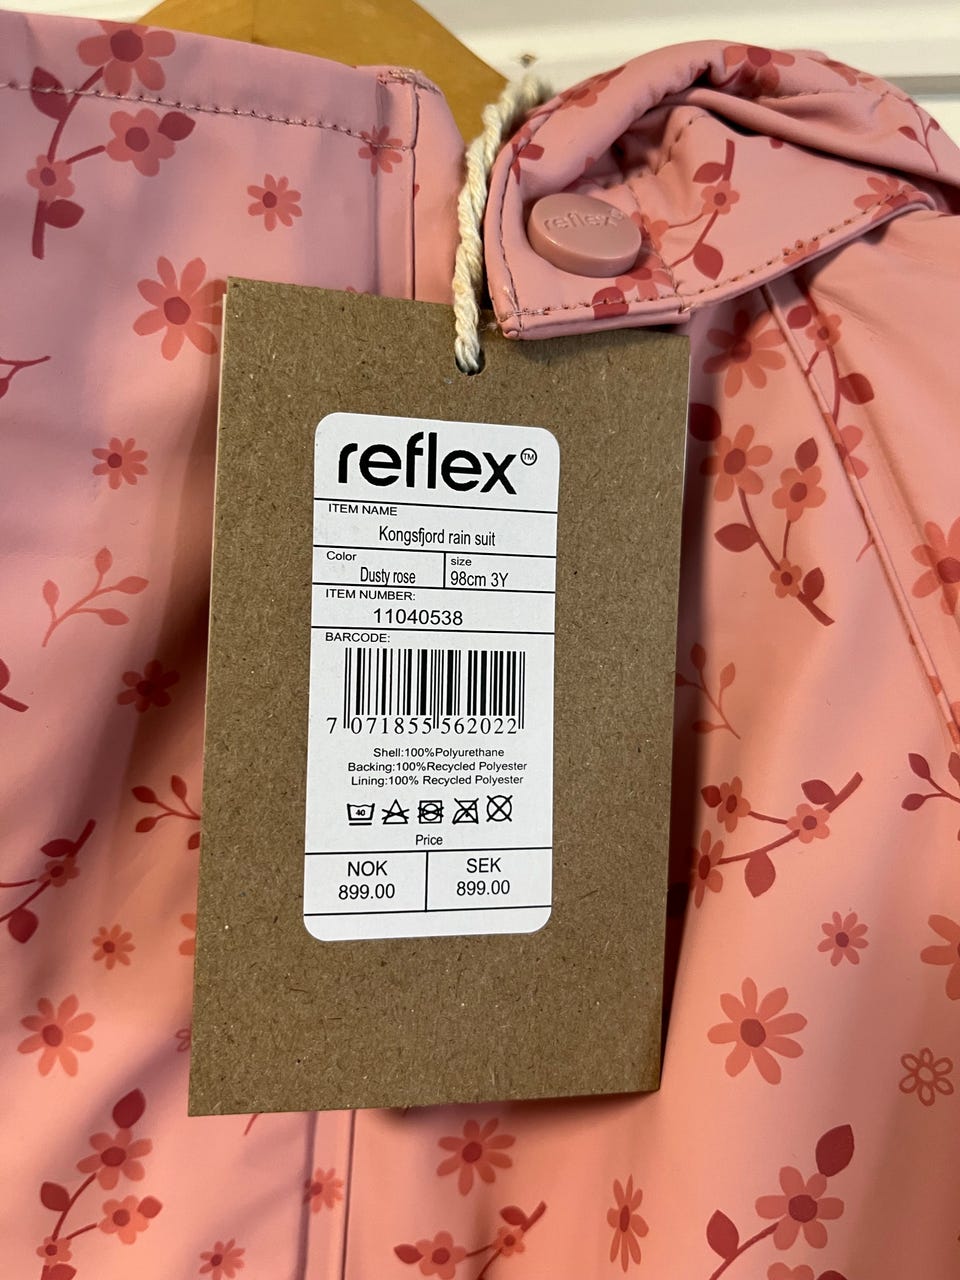 reflex
reflex™
ITEM NAME
Kongsfjord rain suit
Color
Dusty rose
size
98cm 3Y
ITEM NUMBER:
11040538
BARCODE:
7 071855 562022
Shell:100%Polyurethane
Backing:100%Recycled Polyester
Lining:100% Recycled Polyester
40
Price
NOK
899.00
SEK
899.00